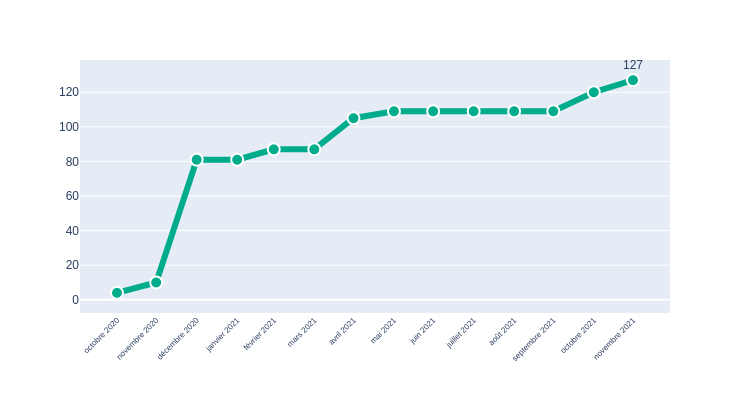 127
120
100
80
60
40
20
0
octobre 2020
novembre 2020
décembre 2020
janvier 2021
février 2021
mars 2021
avril 2021
mai 2021
juin 2021
juillet 2021
août 2021
septembre 2021
octobre 2021
novembre 2021